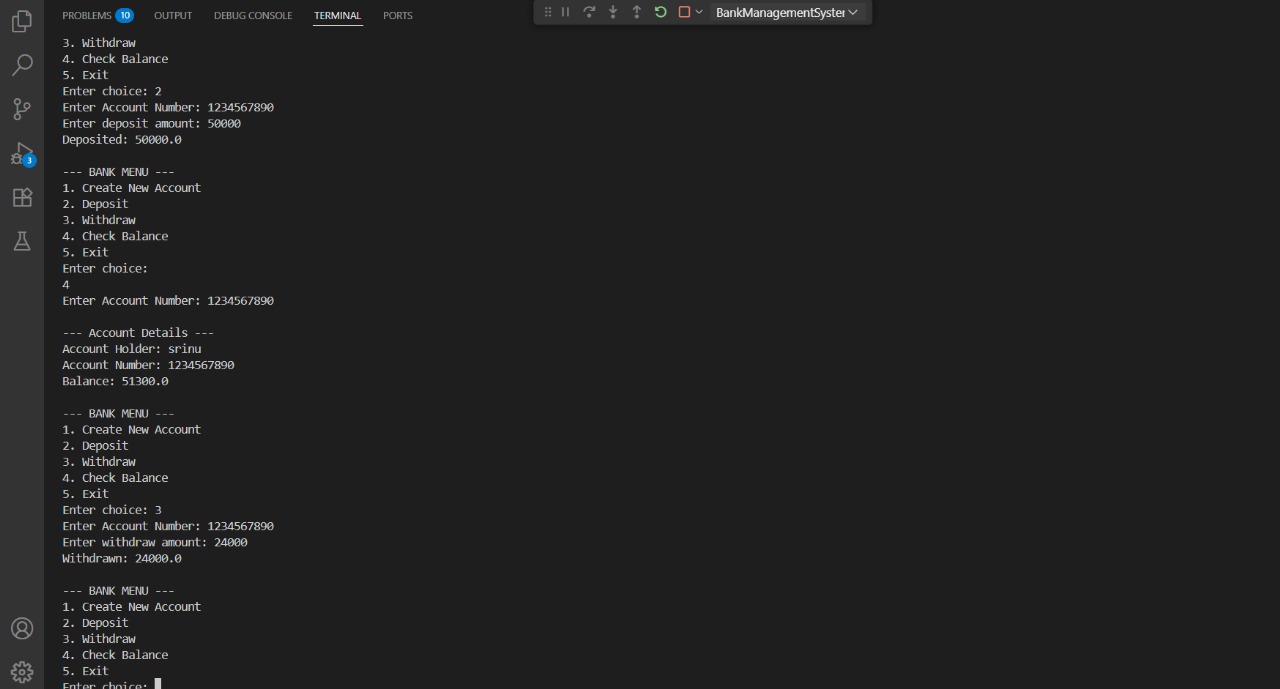 PROBLEMS 10 OUTPUT DEBUG CONSOLE TERMINAL PORTS BankManagementSyster
3. Withdraw
4. Check Balance
5. Exit
Enter choice: 2
Enter Account Number: 1234567890
Enter deposit amount: 50000
Deposited: 50000.0
--- BANK MENU ---
1. Create New Account
2. Deposit
3. Withdraw
4. Check Balance
5. Exit
Enter choice:
4
Enter Account Number: 1234567890
--- Account Details ---
Account Holder: srinu
Account Number: 1234567890
Balance: 51300.0
--- BANK MENU ---
1. Create New Account
2. Deposit
3. Withdraw
4. Check Balance
5. Exit
Enter choice: 3
Enter Account Number: 1234567890
Enter withdraw amount: 24000
Withdrawn: 24000.0
--- BANK MENU ---
1. Create New Account
2. Deposit
3. Withdraw
4. Check Balance
5. Exit
Enter choice:
3